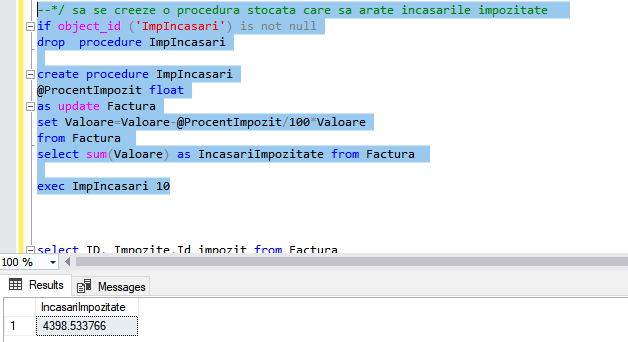 --*/ sa se creeze o procedura stocata care sa arate incasarile impozitate
if object_id ('ImpIncasari') is not null
drop  procedure ImpIncasari
create procedure ImpIncasari
@ProcentImpozit float
as update Factura
set Valoare=Valoare-@ProcentImpozit/100*Valoare
from Factura
select sum(Valoare) as IncasariImpozitate from Factura
exec ImpIncasari 10
select ID, Impozite.Id_impozit from Factura
100 %
Results Messages
IncasariImpozitate
1 4398.533766